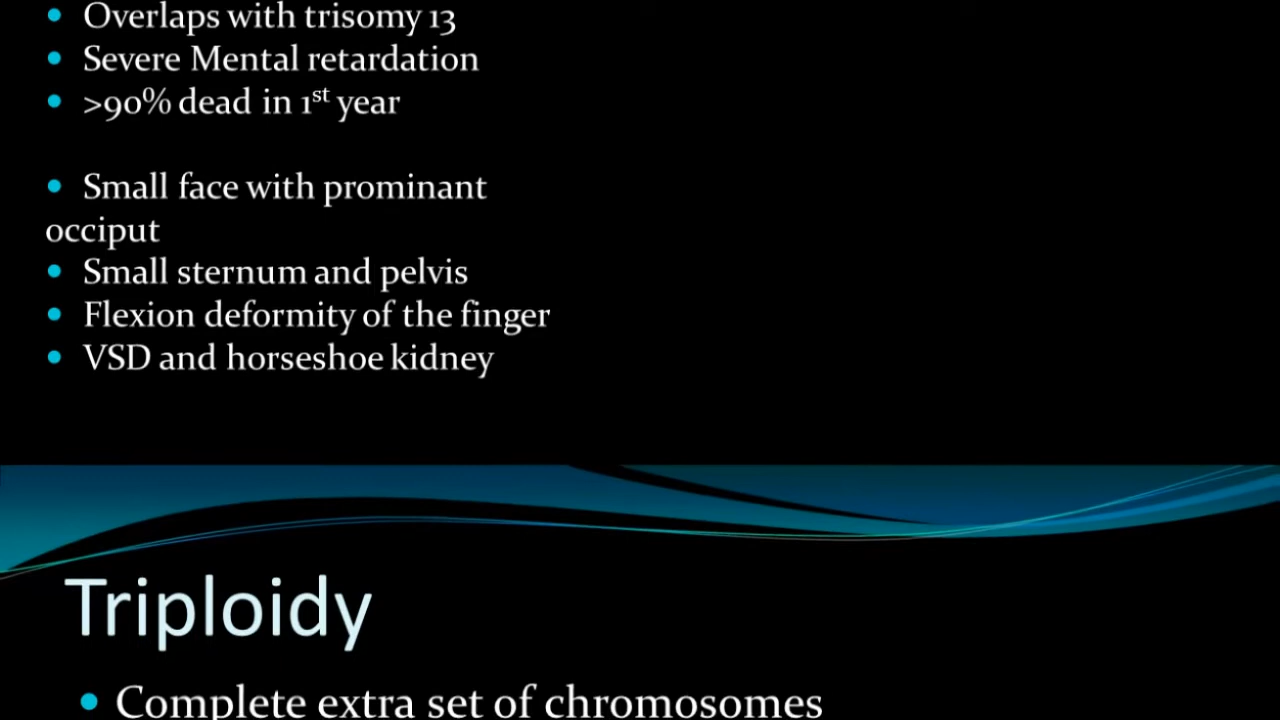 • Overlaps with trisomy 13
• Severe Mental retardation
• >90% dead in 1st year
• Small face with prominant
occiput
• Small sternum and pelvis
• Flexion deformity of the finger
• VSD and horseshoe kidney
Triploidy
• Complete extra set of chromosomes